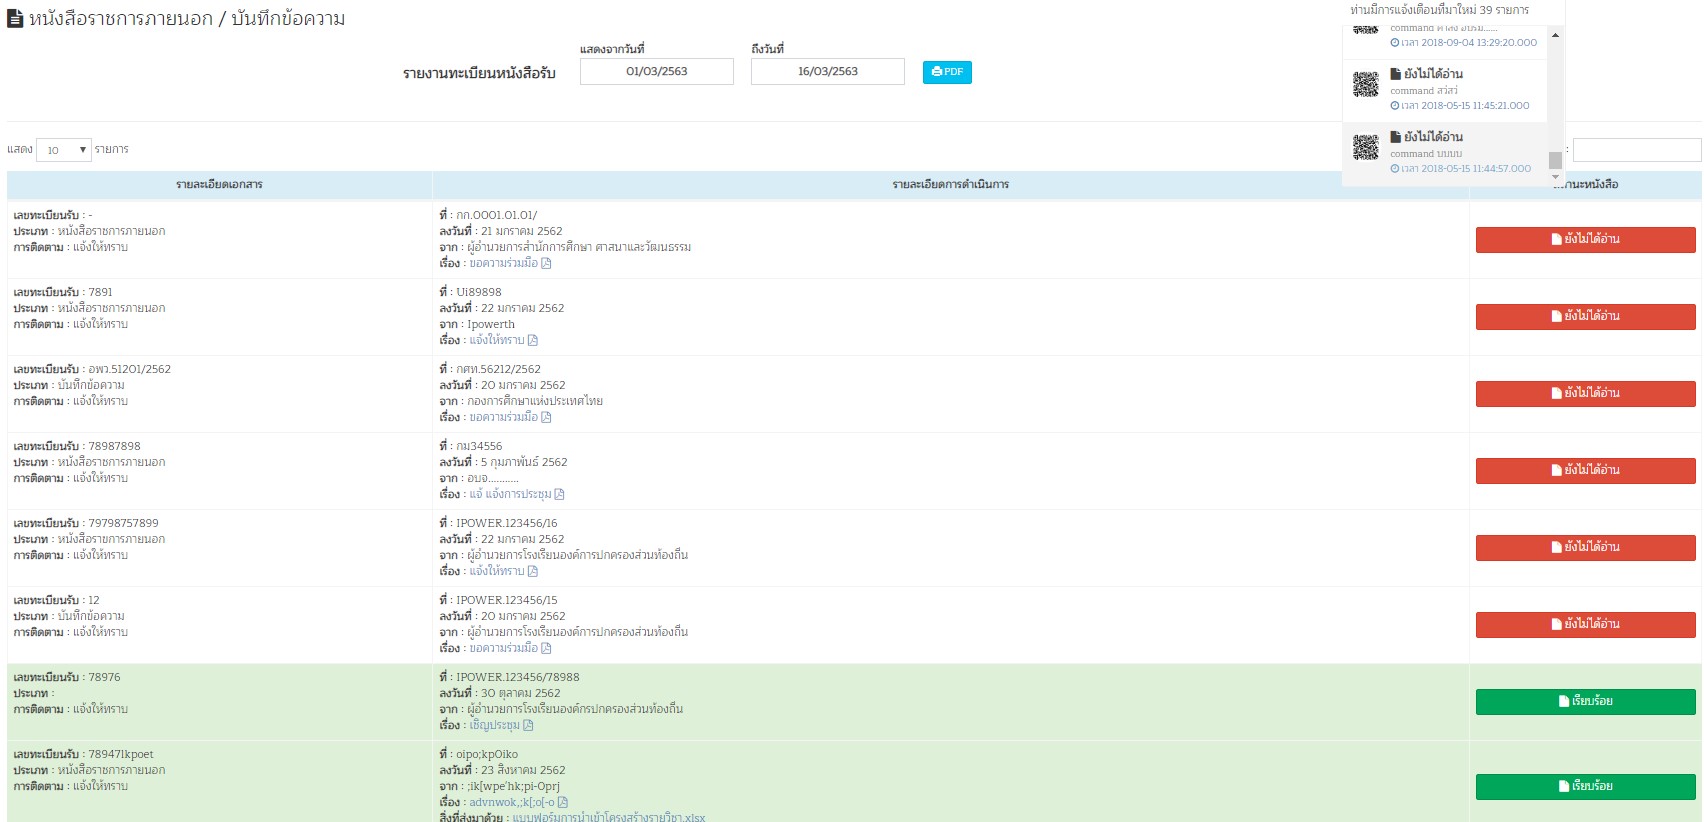 หนังสือราชการภายนอก / บันทึกข้อความ
ท่านมีการแจ้งเตือนที่มาใหม่ 39 รายการ
เวลา 2018-09-04 13:29:20.000
ยังไม่ได้อ่าน
command สวัสว์
เวลา 2018-05-15 11:45:21.000
ยังไม่ได้อ่าน
command บบบบ
เวลา 2018-05-15 11:44:57.000
แสดงจากวันที่
ถึงวันที่
รายงานทะเบียนหนังสือรับ
01/03/2563
16/03/2563
PDF
แสดง 10 รายการ
:
รายละเอียดเอกสาร
รายละเอียดการดำเนินการ
านะหนังสือ
เลขทะเบียนรับ : -
ประเภท : หนังสือราชการภายนอก
การติดตาม : แจ้งให้ทราบ
ที่ : กก.0001.01.01/
ลงวันที่ : 21 มกราคม 2562
จาก : ผู้อำนวยการสำนักการศึกษา ศาสนาและวัฒนธรรม
เรื่อง : ขอความร่วมมือ
ยังไม่ได้อ่าน
เลขทะเบียนรับ : 7891
ประเภท : หนังสือราชการภายนอก
การติดตาม : แจ้งให้ทราบ
ที่ : Ui89898
ลงวันที่ : 22 มกราคม 2562
จาก : Ipowerth
เรื่อง : แจ้งให้ทราบ
ยังไม่ได้อ่าน
เลขทะเบียนรับ : อพว.51201/2562
ประเภท : บันทึกข้อความ
การติดตาม : แจ้งให้ทราบ
ที่ : กศท.56212/2562
ลงวันที่ : 20 มกราคม 2562
จาก : กองการศึกษาแห่งประเทศไทย
เรื่อง : ขอความร่วมมือ
ยังไม่ได้อ่าน
เลขทะเบียนรับ : 78987898
ประเภท : หนังสือราชการภายนอก
การติดตาม : แจ้งให้ทราบ
ที่ : กม34556
ลงวันที่ : 5 กุมภาพันธ์ 2562
จาก : อบจ...........
เรื่อง : แจ้ แจ้งการประชุม
ยังไม่ได้อ่าน
เลขทะเบียนรับ : 79798757899
ประเภท : หนังสือราชการภายนอก
การติดตาม : แจ้งให้ทราบ
ที่ : IPOWER.123456/16
ลงวันที่ : 22 มกราคม 2562
จาก : ผู้อำนวยการโรงเรียนองค์การปกครองส่วนท้องถิ่น
เรื่อง : แจ้งให้ทราบ
ยังไม่ได้อ่าน
เลขทะเบียนรับ : 12
ประเภท : บันทึกข้อความ
การติดตาม : แจ้งให้ทราบ
ที่ : IPOWER.123456/15
ลงวันที่ : 20 มกราคม 2562
จาก : ผู้อำนวยการโรงเรียนองค์การปกครองส่วนท้องถิ่น
เรื่อง : ขอความร่วมมือ
ยังไม่ได้อ่าน
เลขทะเบียนรับ : 78976
ประเภท :
การติดตาม : แจ้งให้ทราบ
ที่ : IPOWER.123456/78988
ลงวันที่ : 30 ตุลาคม 2562
จาก : ผู้อำนวยการโรงเรียนองค์กรปกครองส่วนท้องถิ่น
เรื่อง : เชิญประชุม
เรียบร้อย
เลขทะเบียนรับ : 78947lkpoet
ประเภท : หนังสือราชการภายนอก
การติดตาม : แจ้งให้ทราบ
ที่ : oipo;kp0iko
ลงวันที่ : 23 สิงหาคม 2562
จาก : ;ik[wpe'hk;pi-0prj
เรื่อง : advnwok,;k[;o[-o
สิ่งที่ส่งมาด้วย : แบบฟอร์มการนำเข้าโครงสร้างรายวิชา.xlsx
เรียบร้อย